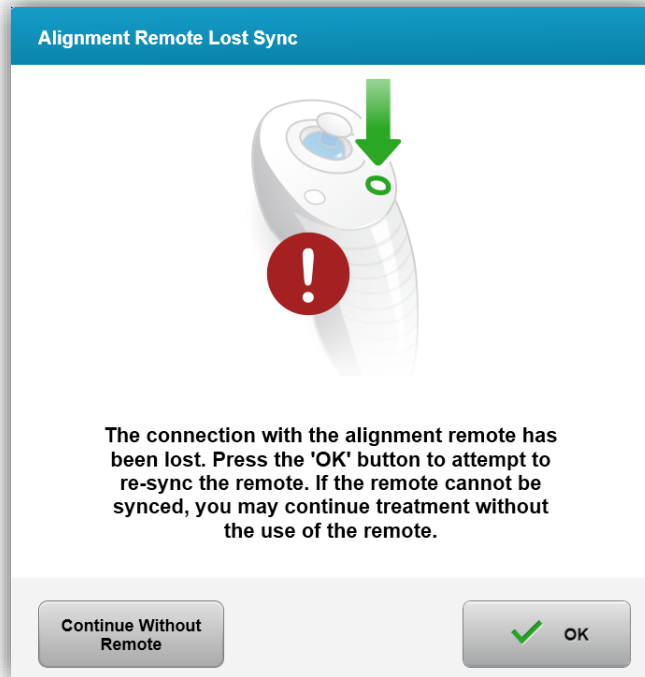 Alignment Remote Lost Sync
The connection with the alignment remote has
been lost. Press the 'OK' button to attempt to
re-sync the remote. If the remote cannot be
synced, you may continue treatment without
the use of the remote.
Continue Without
Remote
OK